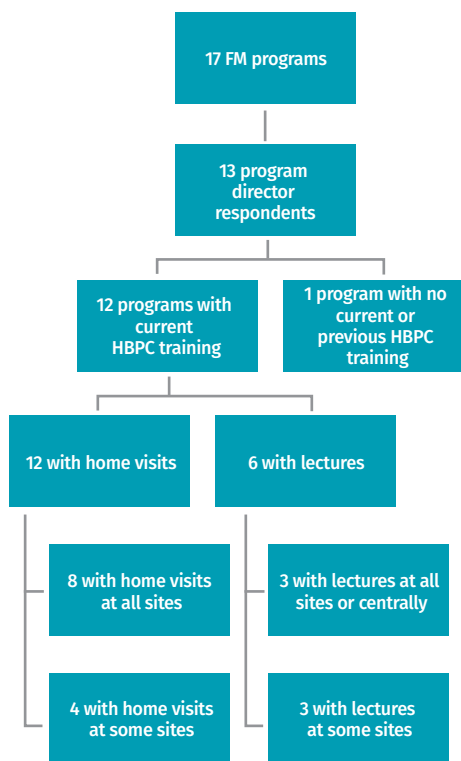 17 FM programs
13 program
director
respondents
12 programs with
current
HBPC training
1 program with no
current or
previous HBPC
training
12 with home visits
6 with lectures
8 with home visits
at all sites
3 with lectures at all
sites or centrally
4 with home visits
at some sites
3 with lectures
at some sites